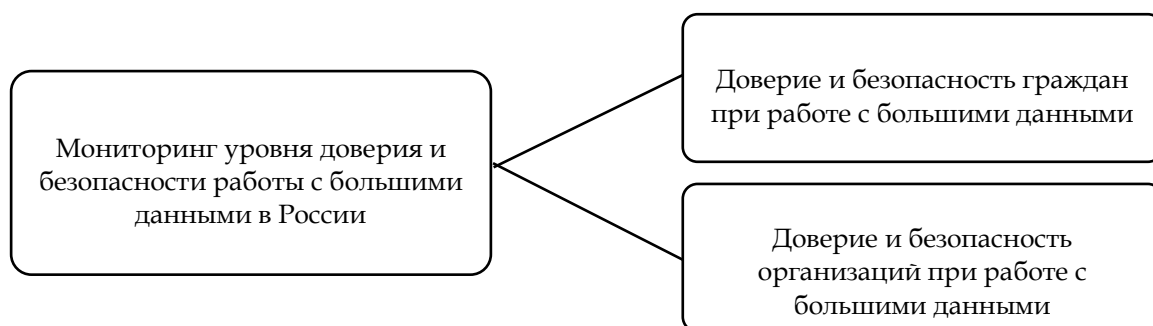 Мониторинг уровня доверия и
безопасности работы с большими
данными в России
Доверие и безопасность граждан
при работе с большими данными
Доверие и безопасность
организаций при работе с
большими данными